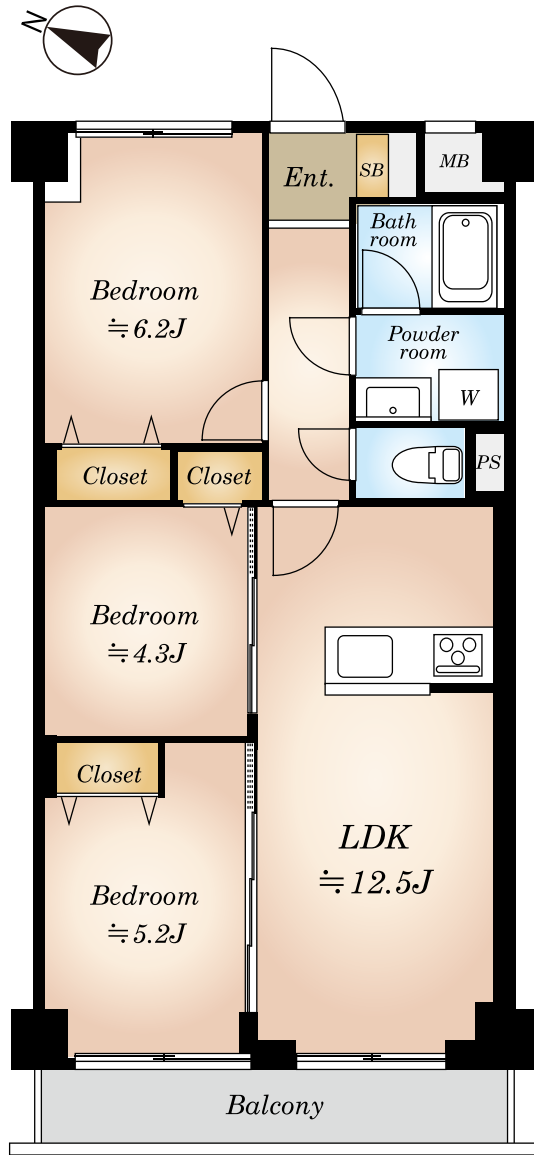 N
Ent.
SB
MB
Bath
room
Bedroom
≒6.2J
Powder
room
W
Closet
Closet
PS
Bedroom
≒4.3J
Closet
LDK
≒12.5J
Bedroom
≒5.2J
Balcony